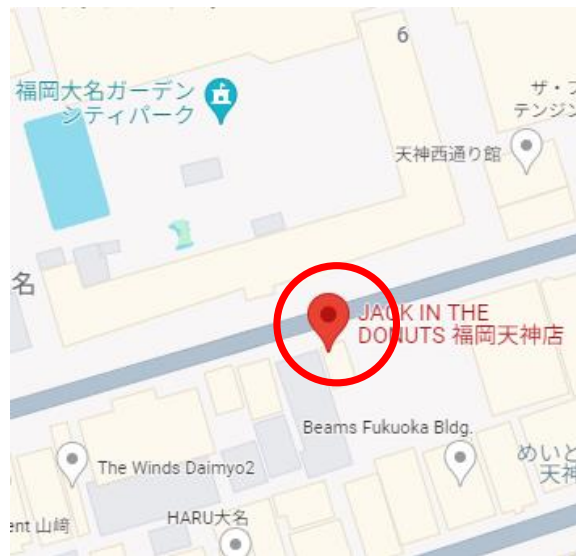 6
福岡大名ガーデン
シティパーク
ザ・フ
テンジン
天神西通り館
名
JACK IN THE
DONUTS 福岡天神店
Beams Fukuoka Bldg.
めいと
天神
The Winds Daimyo2
ent 山﨑
HARU大名